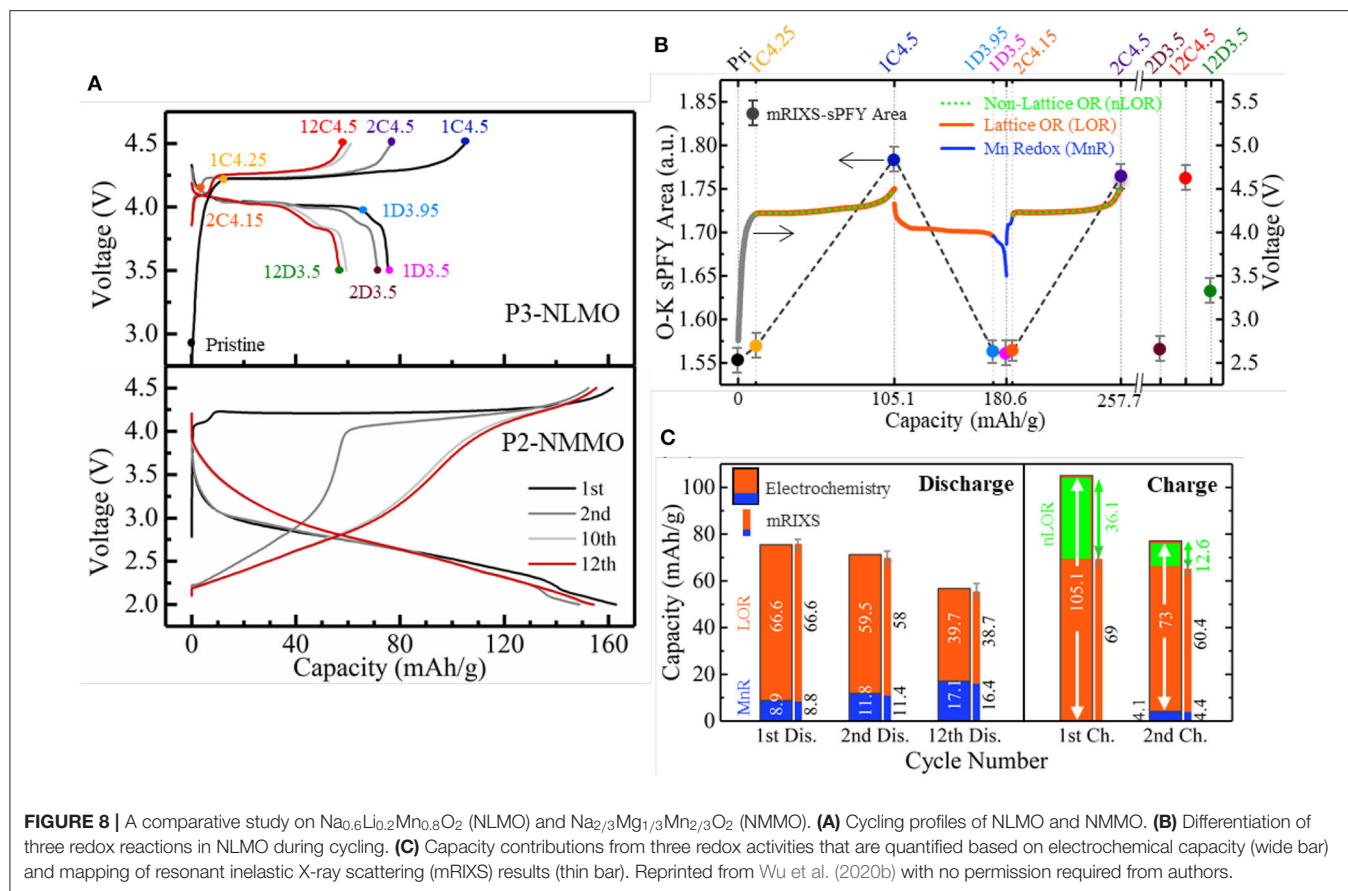 A
4.5
4.0
3.5
3.0
Voltage (V)
12C4.5
2C4.5
1C4.5
1C4.25
2C4.15
1D3.95
12D3.5
2D3.5
1D3.5
Pristine
P3-NLMO
4.5
4.0
3.5
3.0
2.5
2.0
Voltage (V)
P2-NMMO
1st
2nd
10th
12th
0 40 80 120 160
Capacity (mAh/g)
B
Pri
1C4.25
1C4.5
1D3.95
1D3.5
2C4.15
2C4.5
2D3.5
12C4.5
12D3.5
mRIXS-sPFY Area
Non-Lattice OR (nLOR)
Lattice OR (LOR)
Mn Redox (MnR)
1.85
1.80
1.75
1.70
1.65
1.60
1.55
O-K sPFY Area (a.u.)
5.5
5.0
4.5
4.0
3.5
3.0
2.5
Voltage (V)
0 105.1 180.6 257.7
Capacity (mAh/g)
C
Electrochemistry
mRIXS
Discharge
Charge
100
80
60
40
20
0
Capacity (mAh/g)
LOR
MnR
66.6
66.6
8.9
8.8
59.5
58
11.8
11.4
39.7
38.7
17.1
16.4
nLOR
36.1
105.1
69
12.6
73
60.4
4.1
4.4
1st Dis. 2nd Dis. 12th Dis. 1st Ch. 2nd Ch.
Cycle Number
FIGURE 8 | A comparative study on Na0.6Li0.2Mn0.8O2 (NLMO) and Na2/3Mg1/3Mn2/3O2 (NMMO). (A) Cycling profiles of NLMO and NMMO. (B) Differentiation of
three redox reactions in NLMO during cycling. (C) Capacity contributions from three redox activities that are quantified based on electrochemical capacity (wide bar)
and mapping of resonant inelastic X-ray scattering (mRIXS) results (thin bar). Reprinted from Wu et al. (2020b) with no permission required from authors.